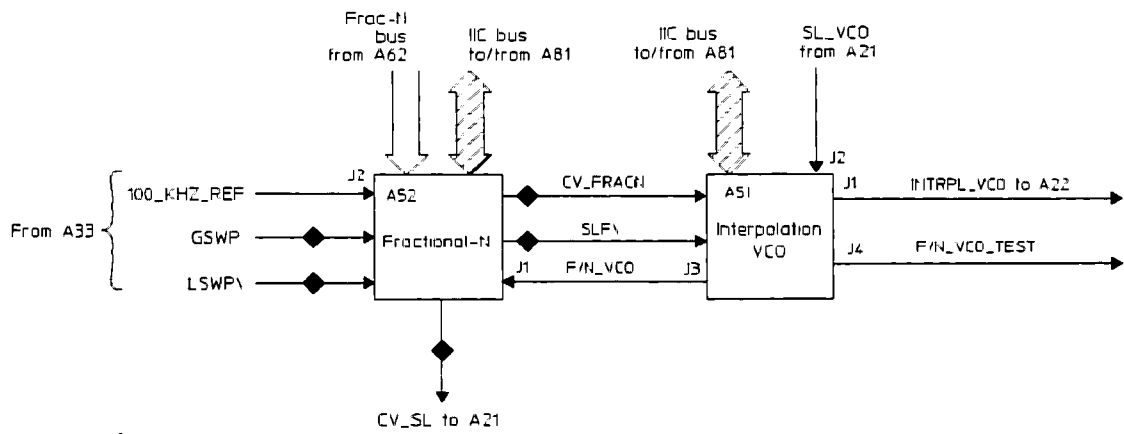 Frac-N
bus
from A62
IIC bus
to/from A81
IIC bus
to/from A81
SL_VCO
from A21
From A33
100_KHZ_REF
GSWP
LSWP\
J2
A52
Fractional-N
CV_FRACN
SLF\
J1
F/N_VCO
J3
A51
Interpolation
VCO
J2
J1
INTRPL_VCO to A22
J4
F/N_VCO_TEST
CV_SL to A21